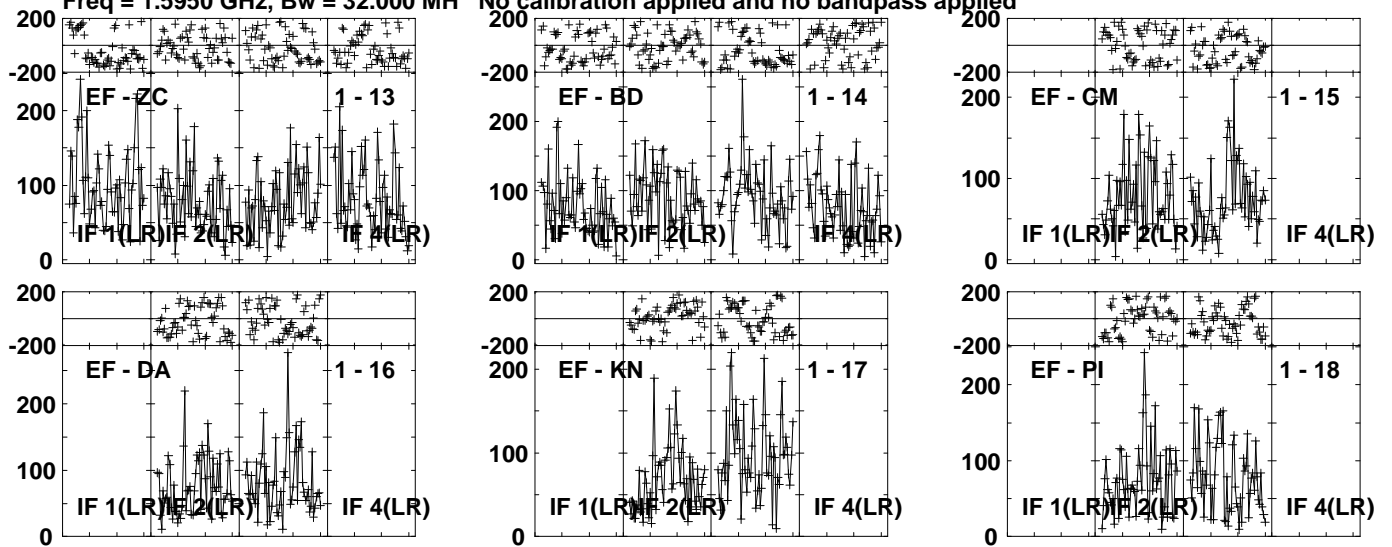 Freq = 1.5950 GHz, Bw = 32.000 MH No calibration applied and no bandpass applied
200
-200
EF - ZC 1 - 13
200
100
IF 1(LR) IF 2(LR) IF 4(LR)
0
200
-200
EF - BD 1 - 14
200
100
IF 1(LR) IF 2(LR) IF 4(LR)
0
200
-200
EF - CM 1 - 15
200
100
IF 1(LR) IF 2(LR) IF 4(LR)
0
200
-200
EF - DA 1 - 16
200
100
IF 1(LR) IF 2(LR) IF 4(LR)
0
200
-200
EF - KN 1 - 17
200
100
IF 1(LR) IF 2(LR) IF 4(LR)
0
200
-200
EF - PI 1 - 18
200
100
IF 1(LR) IF 2(LR) IF 4(LR)
0